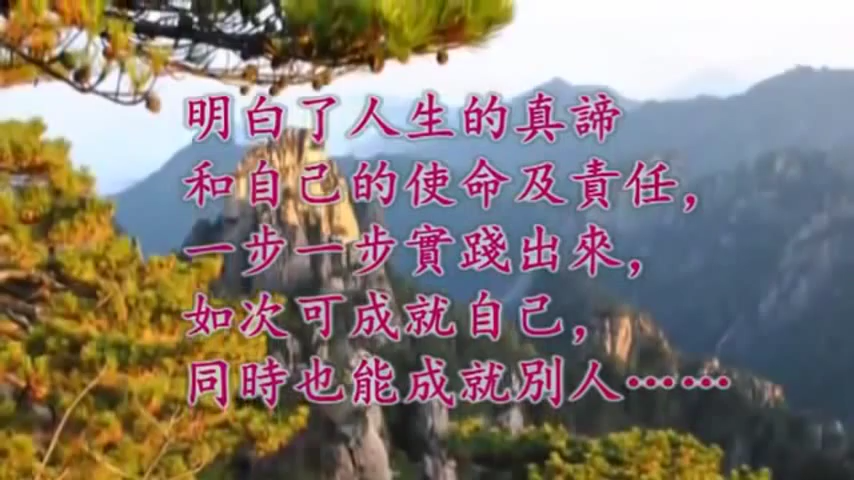 明白了人生的真諦
和自己的使命及責任，
一步一步實踐出來，
如次可成就自己，
同時也能成就別人……